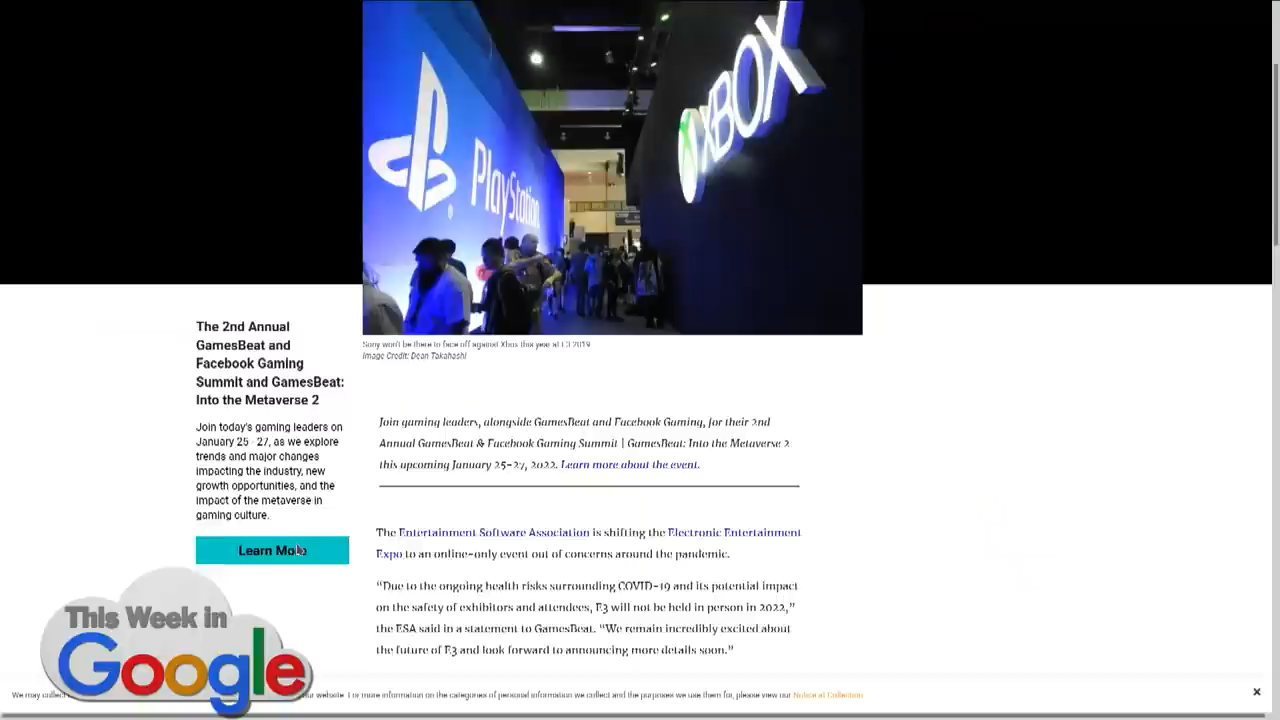 PlayStation
XBOX
Sony won't be there to face off against Xbox this year at E3 2019
Image Credit: Dean Takahashi
The 2nd Annual
GamesBeat and
Facebook Gaming
Summit and GamesBeat:
Into the Metaverse 2
Join today's gaming leaders on
January 25 - 27, as we explore
trends and major changes
impacting the industry, new
growth opportunities, and the
impact of the metaverse in
gaming culture.
Learn More
Join gaming leaders, alongside GamesBeat and Facebook Gaming, for their 2nd
Annual GamesBeat & Facebook Gaming Summit | GamesBeat: Into the Metaverse 2
this upcoming January 25-27, 2022. Learn more about the event.
The Entertainment Software Association is shifting the Electronic Entertainment
Expo to an online-only event out of concerns around the pandemic.
“Due to the ongoing health risks surrounding COVID-19 and its potential impact
on the safety of exhibitors and attendees, E3 will not be held in person in 2022,”
the ESA said in a statement to GamesBeat. “We remain incredibly excited about
the future of E3 and look forward to announcing more details soon.”
This Week in
Google
We may collect our website. For more information on the categories of personal information we collect and the purposes we use them for, please view our Notice at Collection